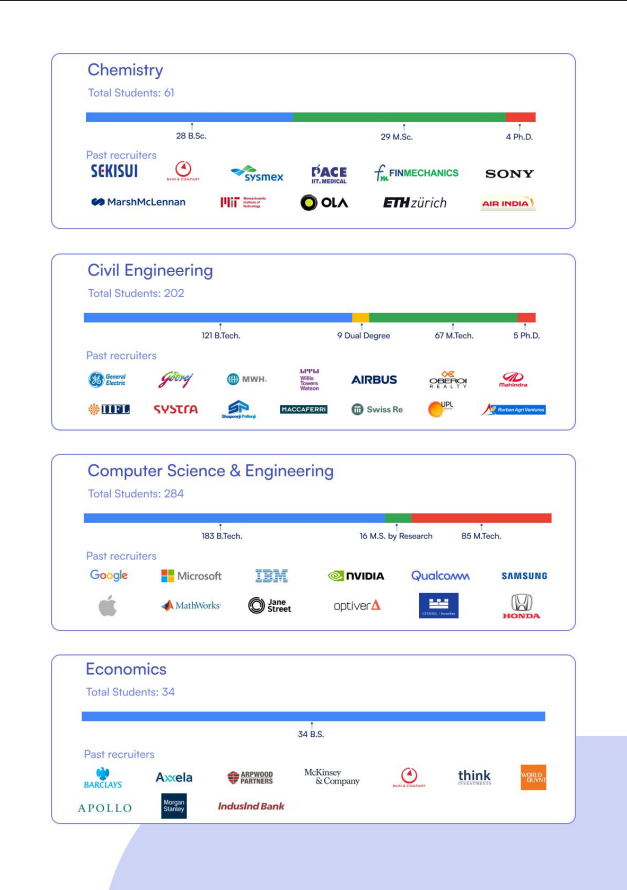 Chemistry
Total Students: 61
28 B.Sc. 29 M.Sc. 4 Ph.D.
Past recruiters
SEKISUI BAIN & COMPANY sysmex PACE IIT & MEDICAL fm FINMECHANICS SONY
MarshMcLennan MIT Massachusetts Institute of Technology OLA ETH zürich AIR INDIA
Civil Engineering
Total Students: 202
121 B.Tech. 9 Dual Degree 67 M.Tech. 5 Ph.D.
Past recruiters
GE General Electric Godrej MWH. Willis Towers Watson AIRBUS OBEROI REALTY Mahindra
IIFL SYSTRA Shapoorji Pallonji MACCAFERRI Swiss Re UPL Rurban Agri Ventures
Computer Science & Engineering
Total Students: 284
183 B.Tech. 16 M.S. by Research 85 M.Tech.
Past recruiters
Google Microsoft IBM NVIDIA Qualcomm SAMSUNG
MathWorks Jane Street optiver CITADEL Securities HONDA
Economics
Total Students: 34
34 B.S.
Past recruiters
BARCLAYS Axxela ARPWOOD PARTNERS McKinsey & Company BAIN & COMPANY think INVESTMENTS WORLD QUANT
APOLLO Morgan Stanley IndusInd Bank